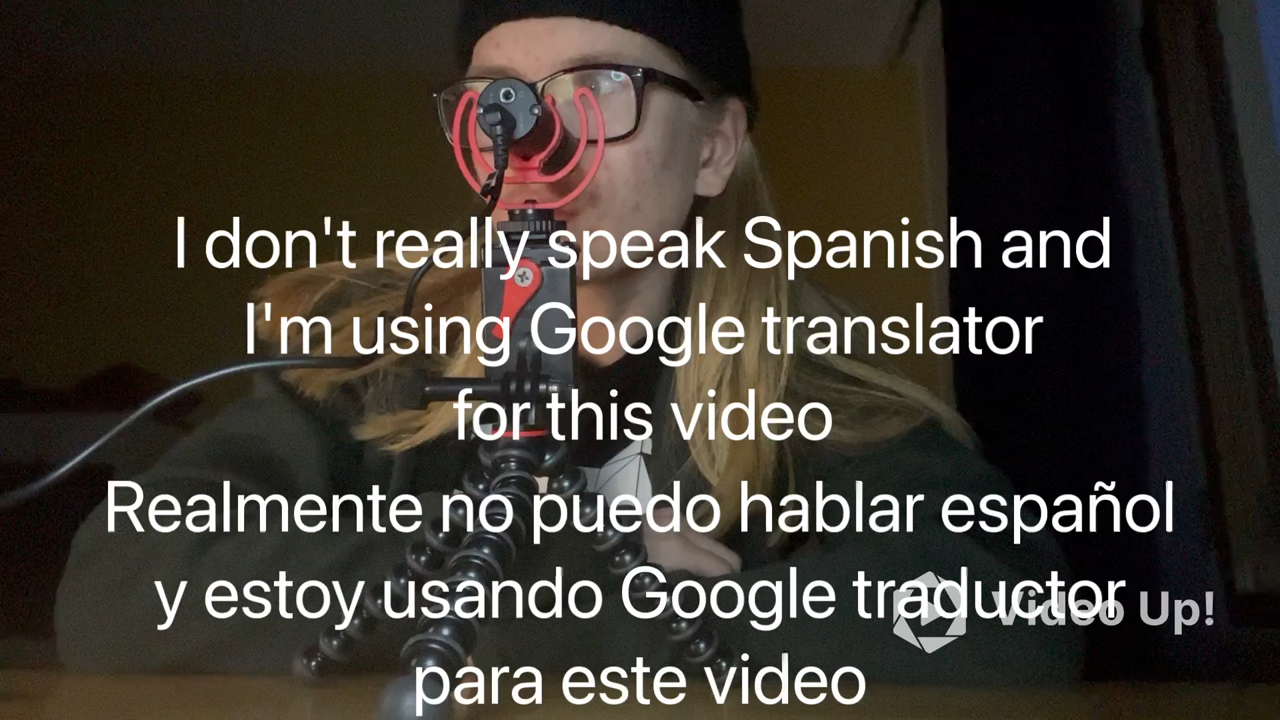 I don't really speak Spanish and
I'm using Google translator
for this video
Realmente no puedo hablar español
y estoy usando Google traductor
para este video
Video Up!